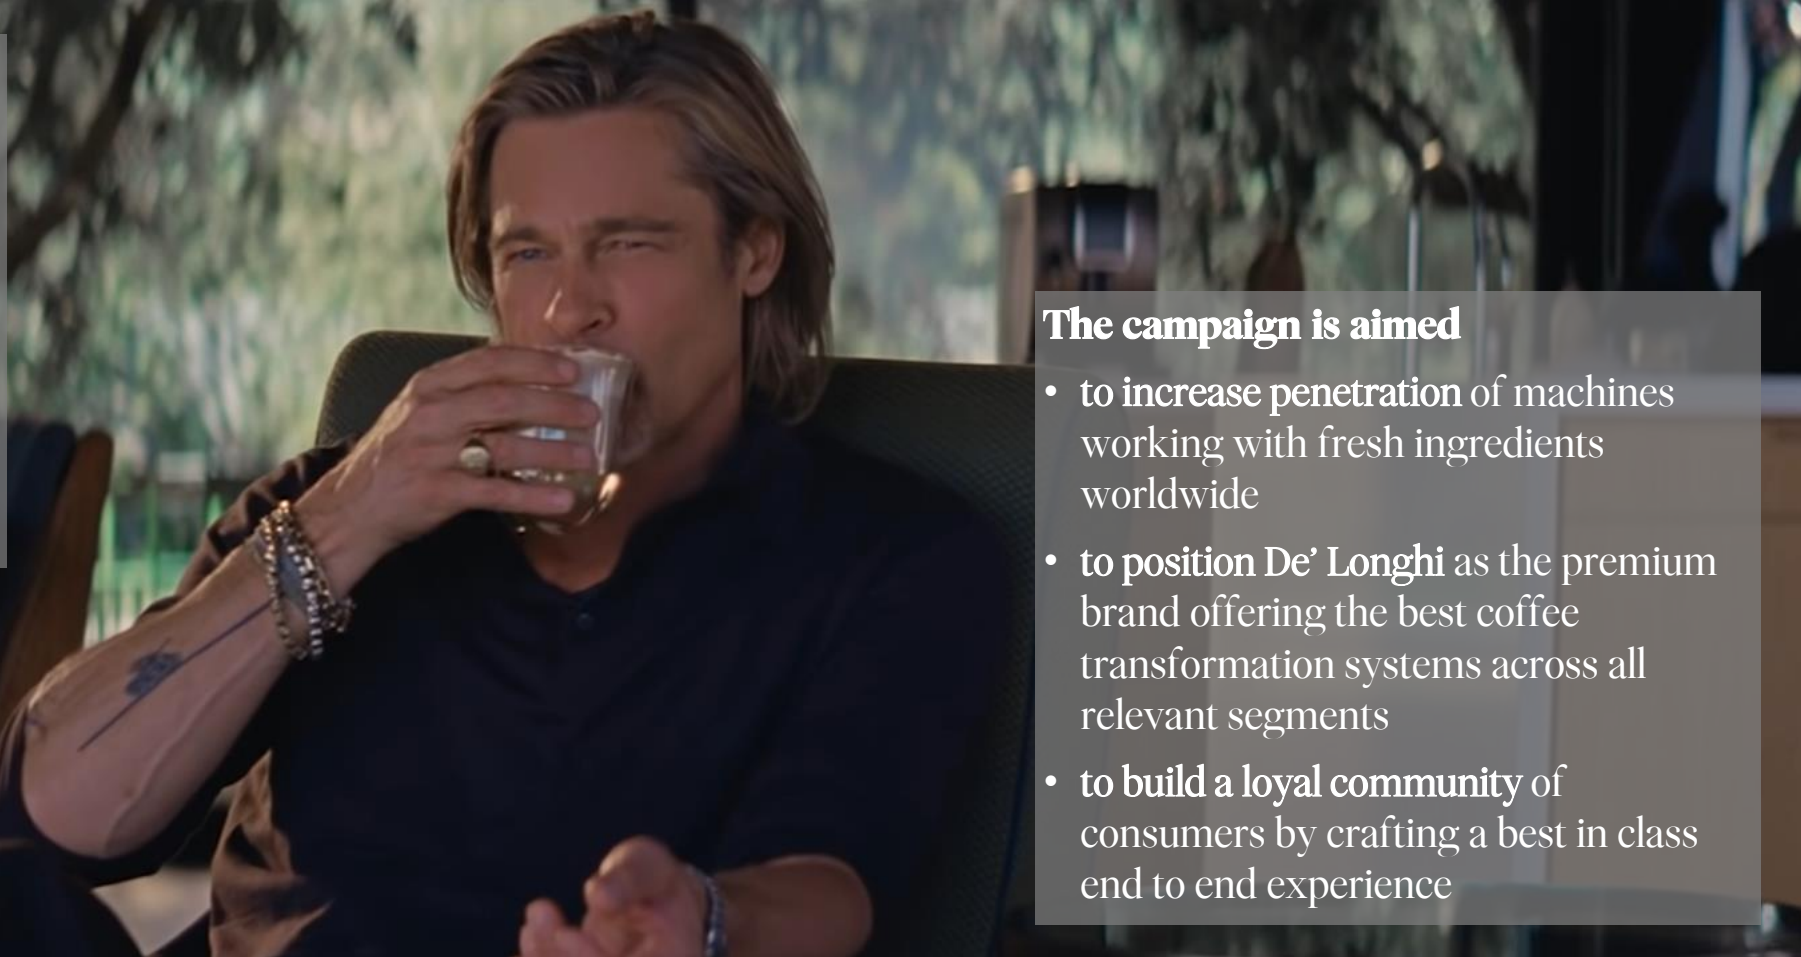 The campaign is aimed
• to increase penetration of machines
working with fresh ingredients
worldwide
• to position De’ Longhi as the premium
brand offering the best coffee
transformation systems across all
relevant segments
• to build a loyal community of
consumers by crafting a best in class
end to end experience